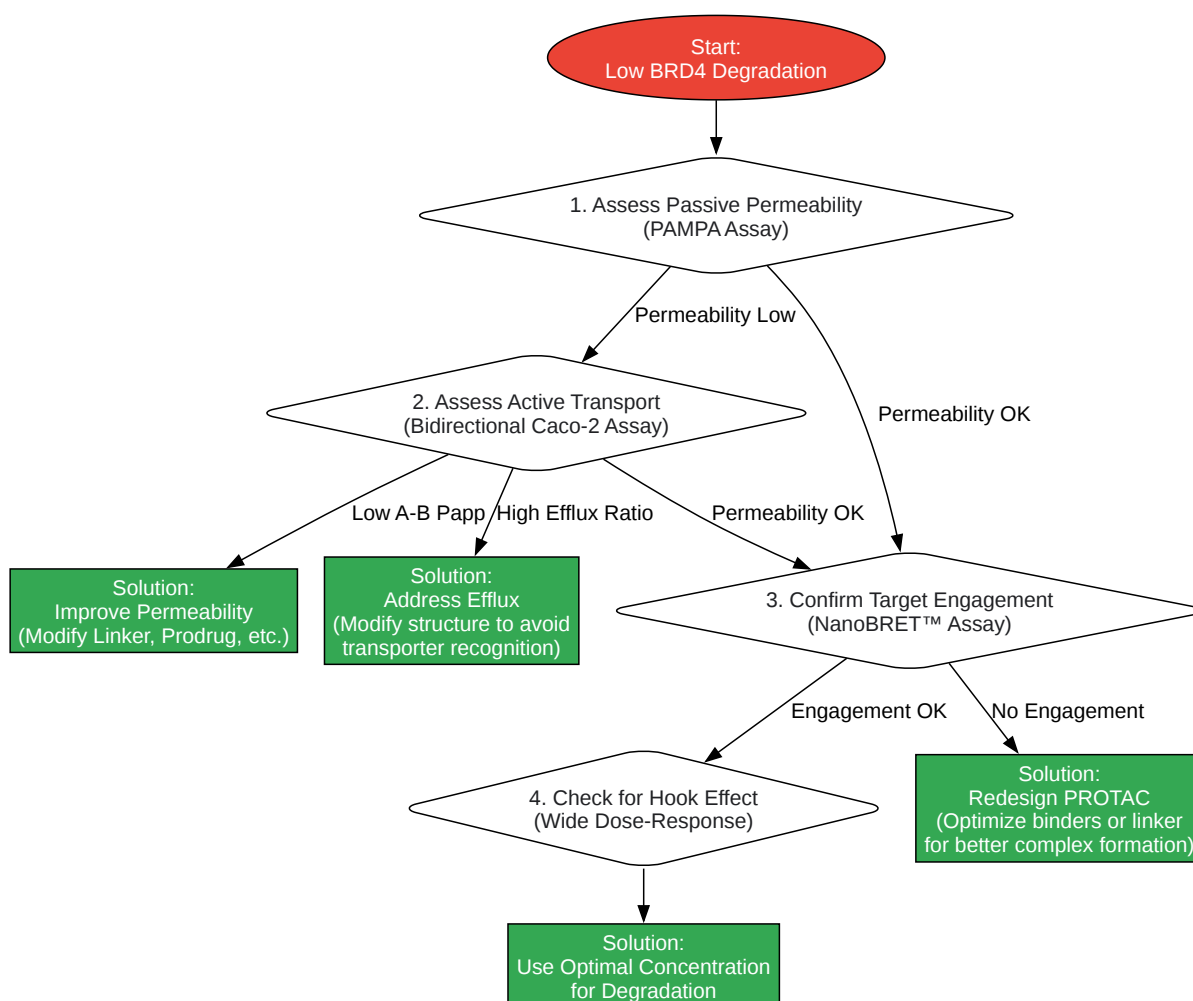 Start:
Low BRD4 Degradation
1. Assess Passive Permeability
(PAMPA Assay)
Permeability Low
Permeability OK
2. Assess Active Transport
(Bidirectional Caco-2 Assay)
Low A-B Papp
High Efflux Ratio
Permeability OK
Solution:
Improve Permeability
(Modify Linker, Prodrug, etc.)
Solution:
Address Efflux
(Modify structure to avoid
transporter recognition)
3. Confirm Target Engagement
(NanoBRET™ Assay)
Engagement OK
No Engagement
4. Check for Hook Effect
(Wide Dose-Response)
Solution:
Redesign PROTAC
(Optimize binders or linker
for better complex formation)
Solution:
Use Optimal Concentration
for Degradation